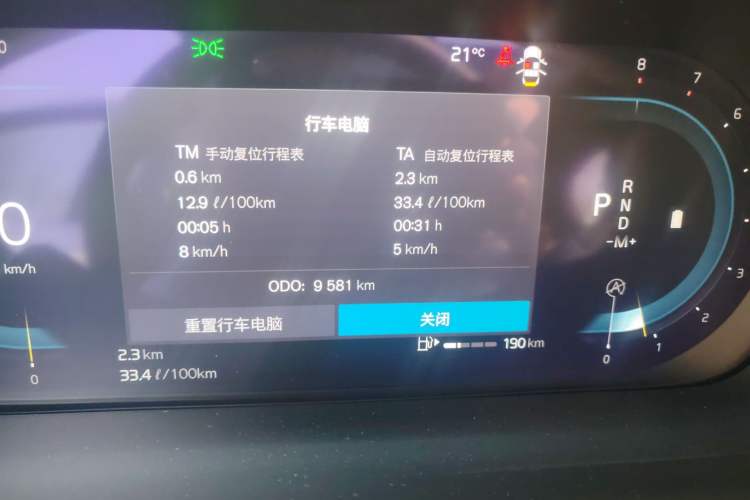 0
21℃
8
7
6
行车电脑
TM 手动复位行程表
TA 自动复位行程表
0.6 km
2.3 km
12.9 ℓ/100km
33.4 ℓ/100km
00:05 h
00:31 h
8 km/h
5 km/h
P
R
N
D
-M+
0
km/h
ODO: 9 581 km
重置行车电脑
关闭
3
2
1
0
A
2.3 km
33.4 ℓ/100km
0
190 km